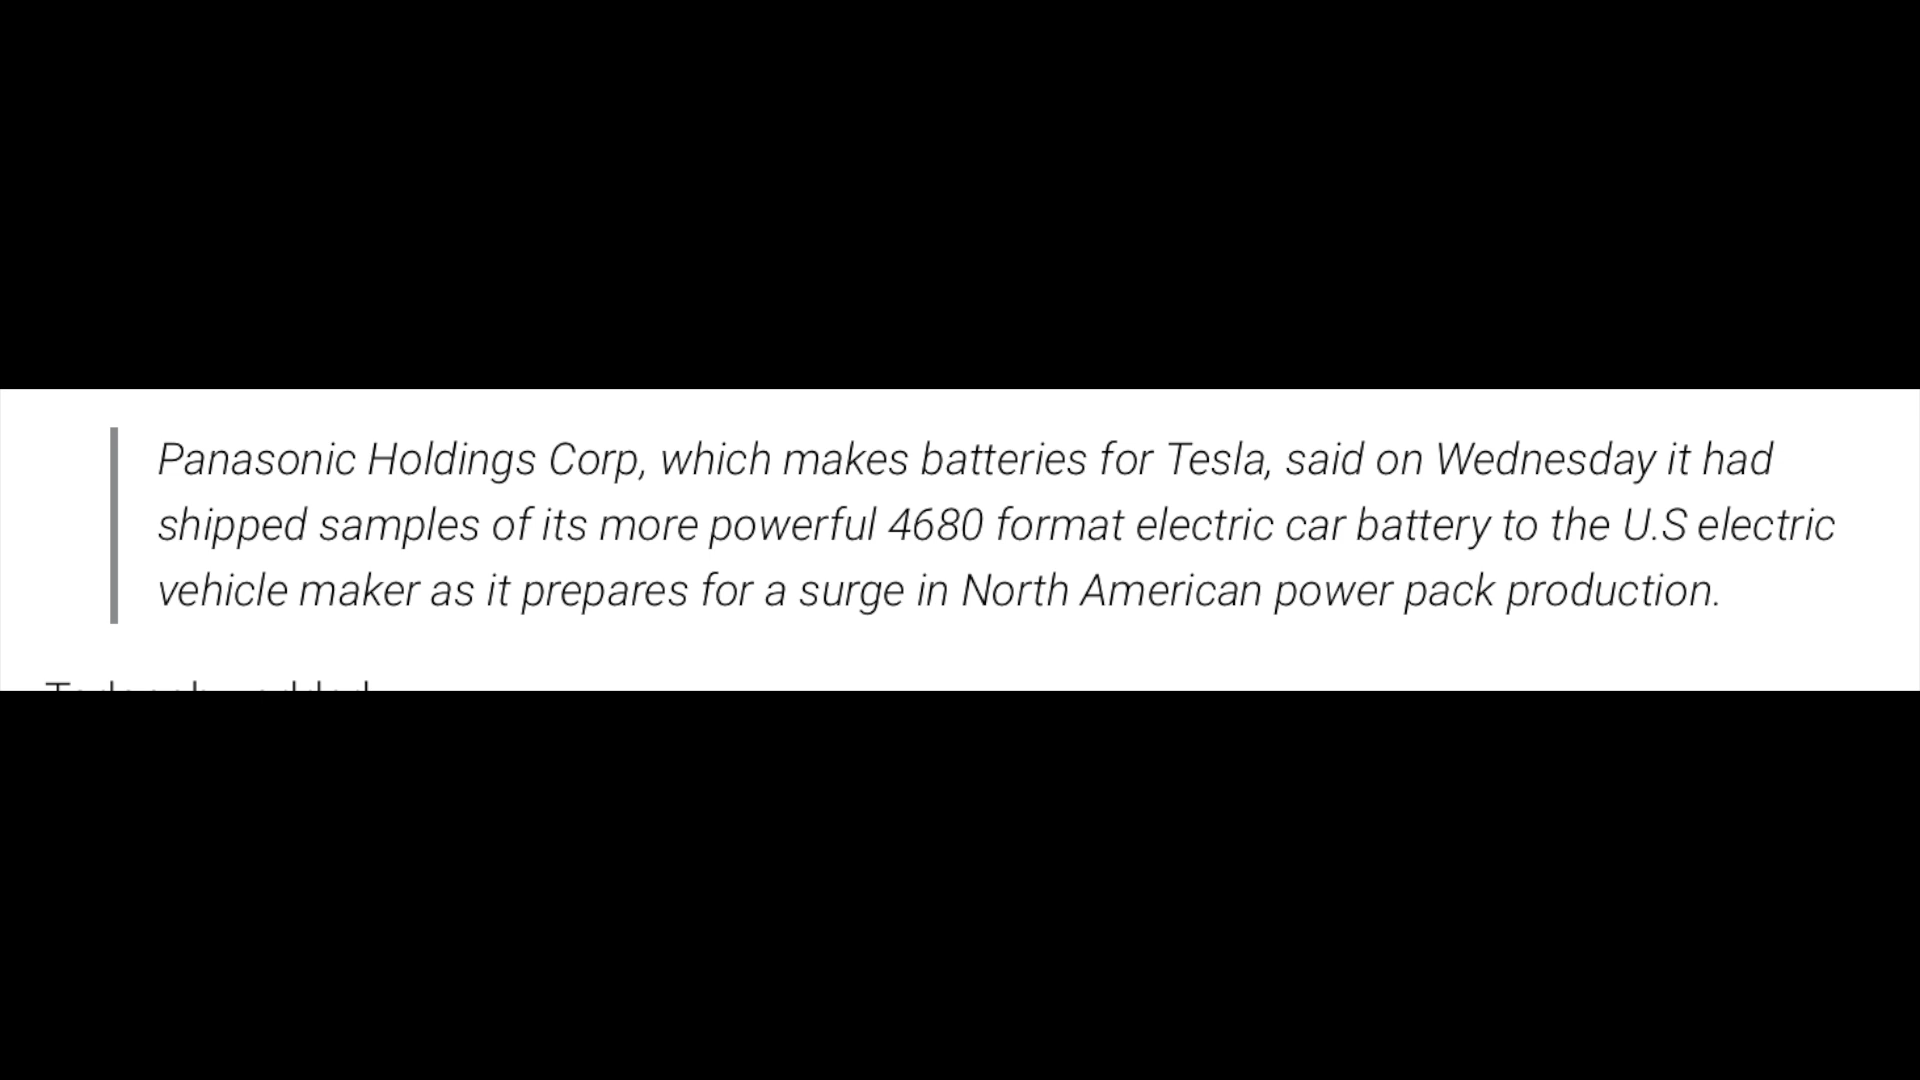 Panasonic Holdings Corp, which makes batteries for Tesla, said on Wednesday it had
shipped samples of its more powerful 4680 format electric car battery to the U.S electric
vehicle maker as it prepares for a surge in North American power pack production.